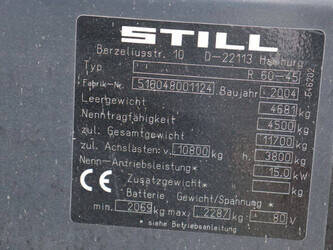 STILL
Berzeliusstr. 10 D-22113 Hamburg
Typ R 60-45
Fabrik-Nr. 516048001124 Baujahr 2004
Leergewicht 4681 kg
Nenntragfähigkeit 4500 kg
zul. Gesamtgewicht 11700 kg
zul. Achslasten: v. 10800 kg h. 3800 kg
Nenn-Antriebsleistung* 15.0 kW
Zusatzgewicht* kg
CE
Batterie, Gewicht/Spannung*
min. 2069 kg max. 2287 kg 80 V
* siehe Betriebsanleitung